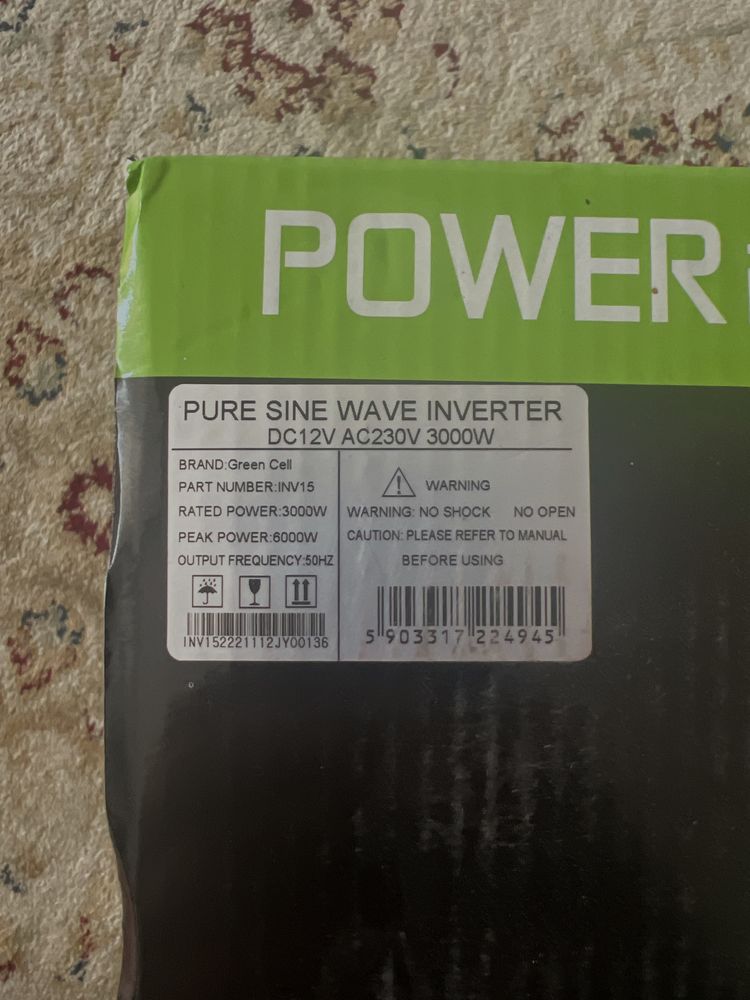 POWER
PURE SINE WAVE INVERTER
DC12V AC230V 3000W
BRAND:Green Cell
PART NUMBER:INV15
RATED POWER:3000W
PEAK POWER:6000W
OUTPUT FREQUENCY:50HZ
INV152221112JY00136
WARNING
WARNING: NO SHOCK NO OPEN
CAUTION: PLEASE REFER TO MANUAL
BEFORE USING
5 903317 224945